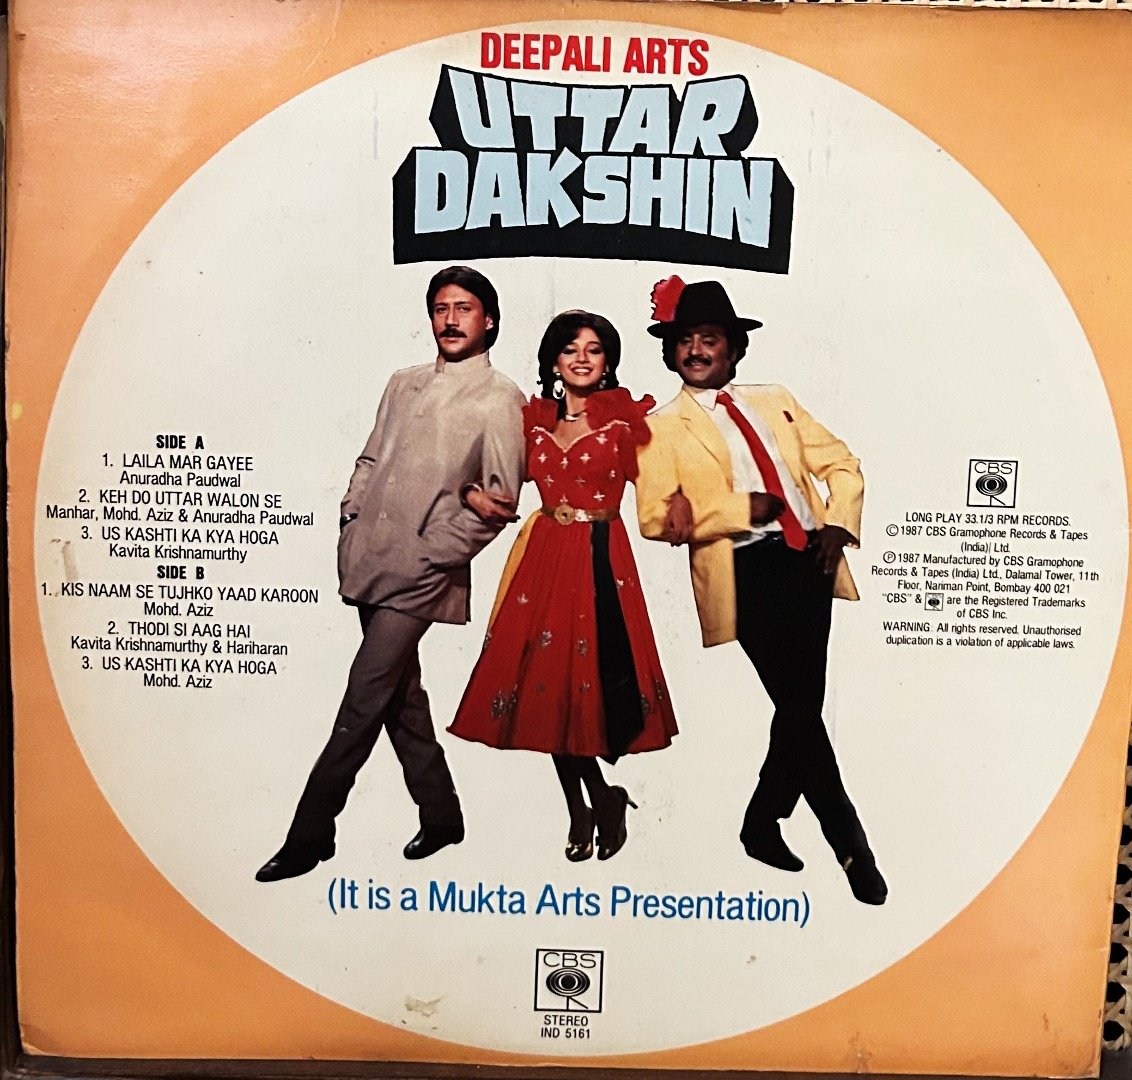 DEEPALI ARTS
UTTAR
DAKSHIN
SIDE A
1. LAILA MAR GAYEE
Anuradha Paudwal
2. KEH DO UTTAR WALON SE
Manhar, Mohd. Aziz & Anuradha Paudwal
3. US KASHTI KA KYA HOGA
Kavita Krishnamurthy
SIDE B
1. KIS NAAM SE TUJHKO YAAD KAROON
Mohd. Aziz
2. THODI SI AAG HAI
Kavita Krishnamurthy & Hariharan
3. US KASHTI KA KYA HOGA
Mohd. Aziz
CBS
LONG PLAY 33.1/3 RPM RECORDS.
©1987 CBS Gramophone Records & Tapes
(India) Ltd.
℗1987 Manufactured by CBS Gramophone
Records & Tapes (India) Ltd., Dalamal Tower, 11th
Floor, Nariman Point, Bombay 400 021
"CBS" & are the Registered Trademarks
of CBS Inc.
WARNING: All rights reserved. Unauthorised
duplication is a violation of applicable laws.
(It is a Mukta Arts Presentation)
CBS
STEREO
IND 5161